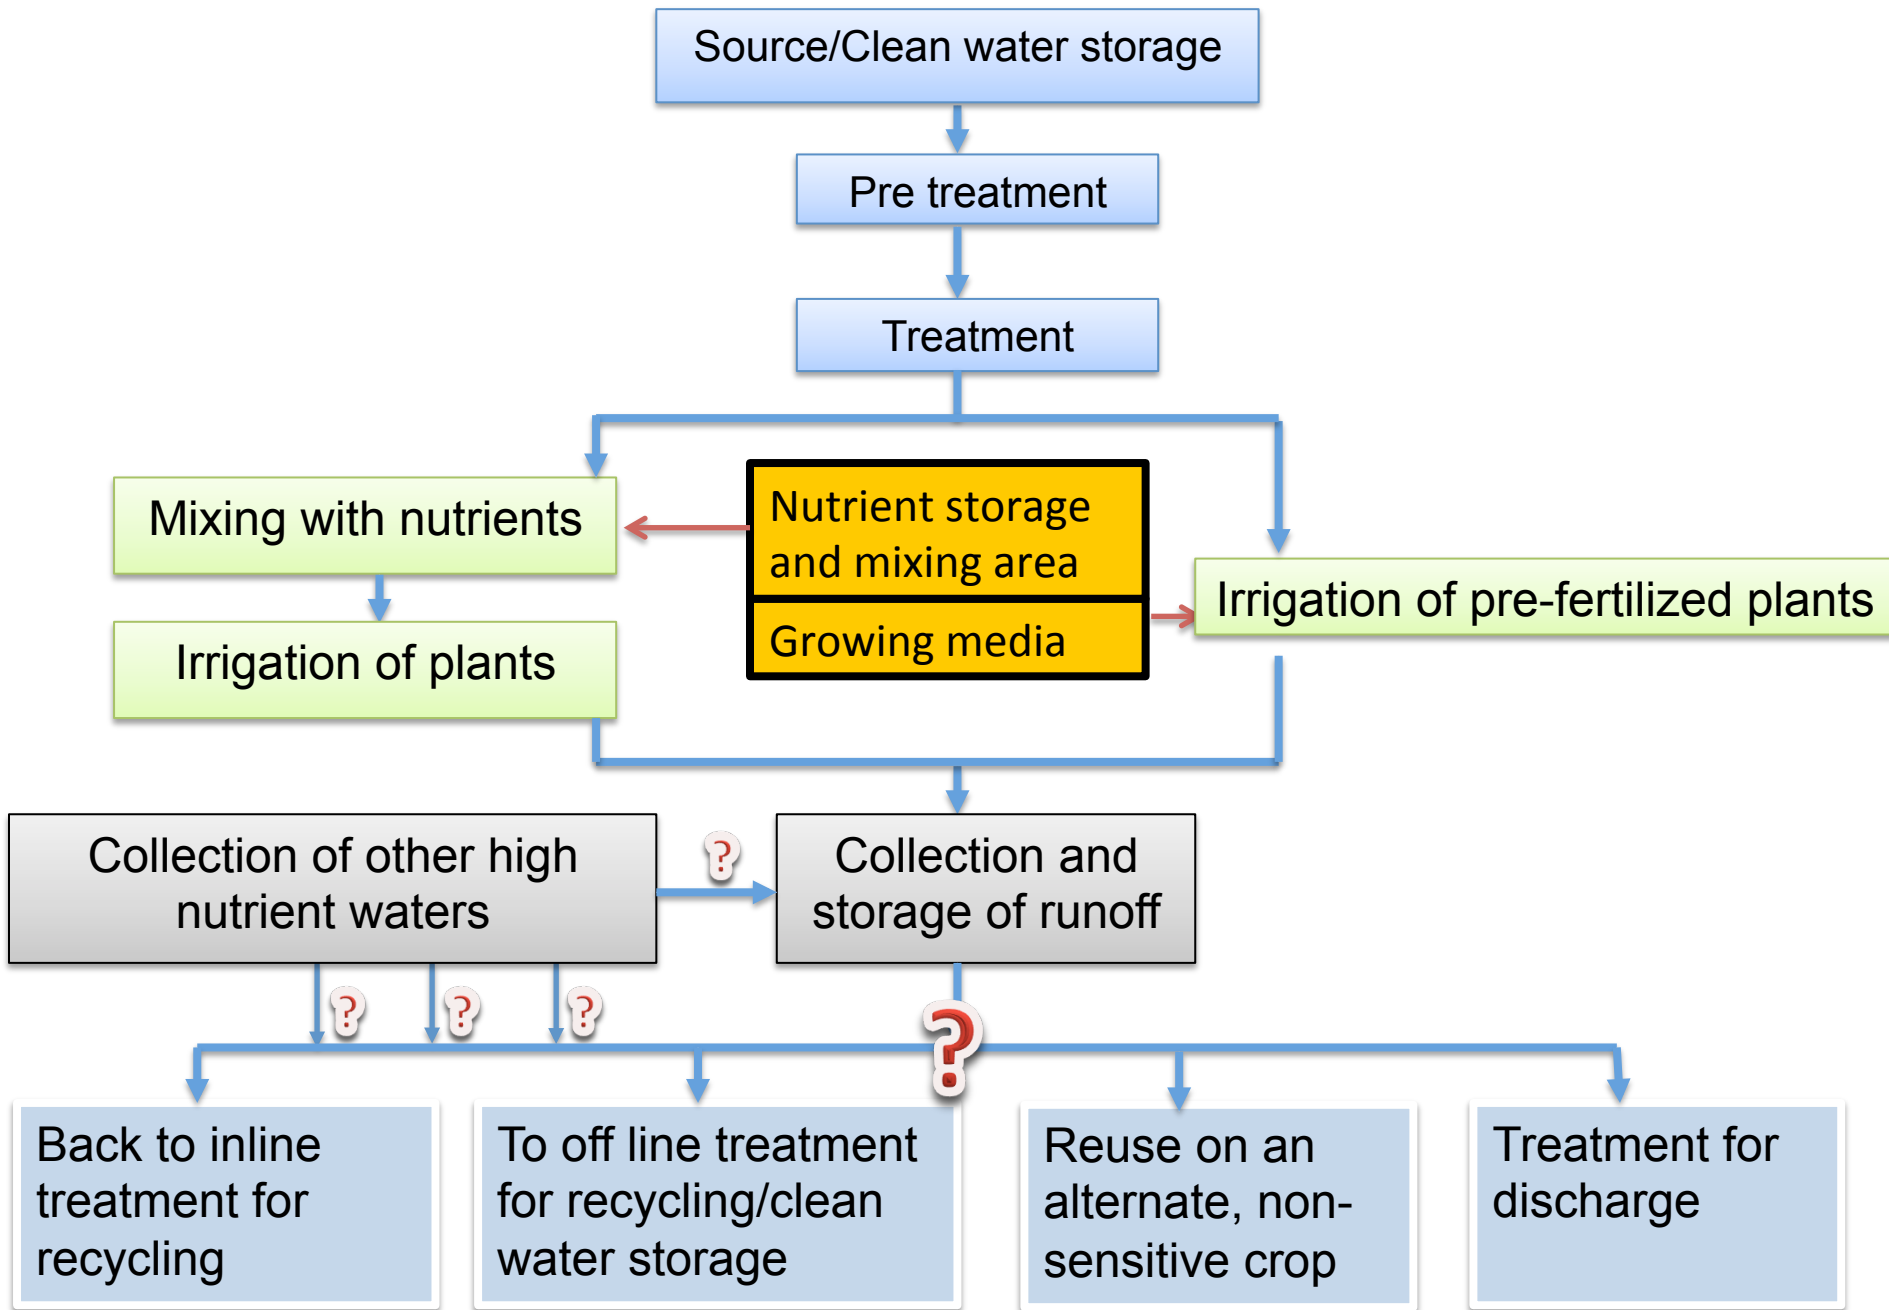 Source/Clean water storage
Pre treatment
Treatment
Mixing with nutrients
Nutrient storage
and mixing area
Irrigation of pre-fertilized plants
Growing media
Irrigation of plants
Collection of other high
nutrient waters
?
Collection and
storage of runoff
?
?
?
?
Back to inline
treatment for
recycling
To off line treatment
for recycling/clean
water storage
Reuse on an
alternate, non-
sensitive crop
Treatment for
discharge